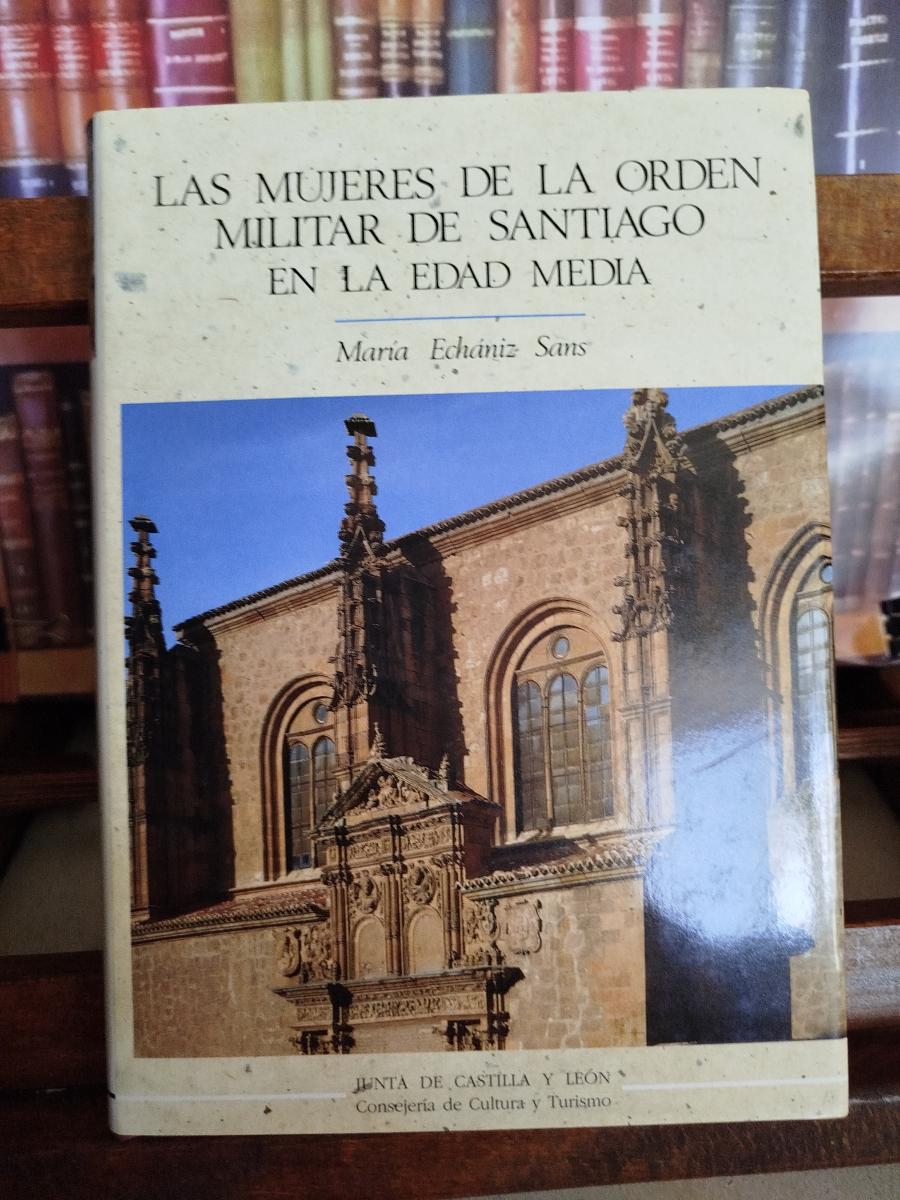 LAS MUJERES DE LA ORDEN
MILITAR DE SANTIAGO
EN LA EDAD MEDIA
María Echániz Sans
JUNTA DE CASTILLA Y LEÓN
Consejería de Cultura y Turismo